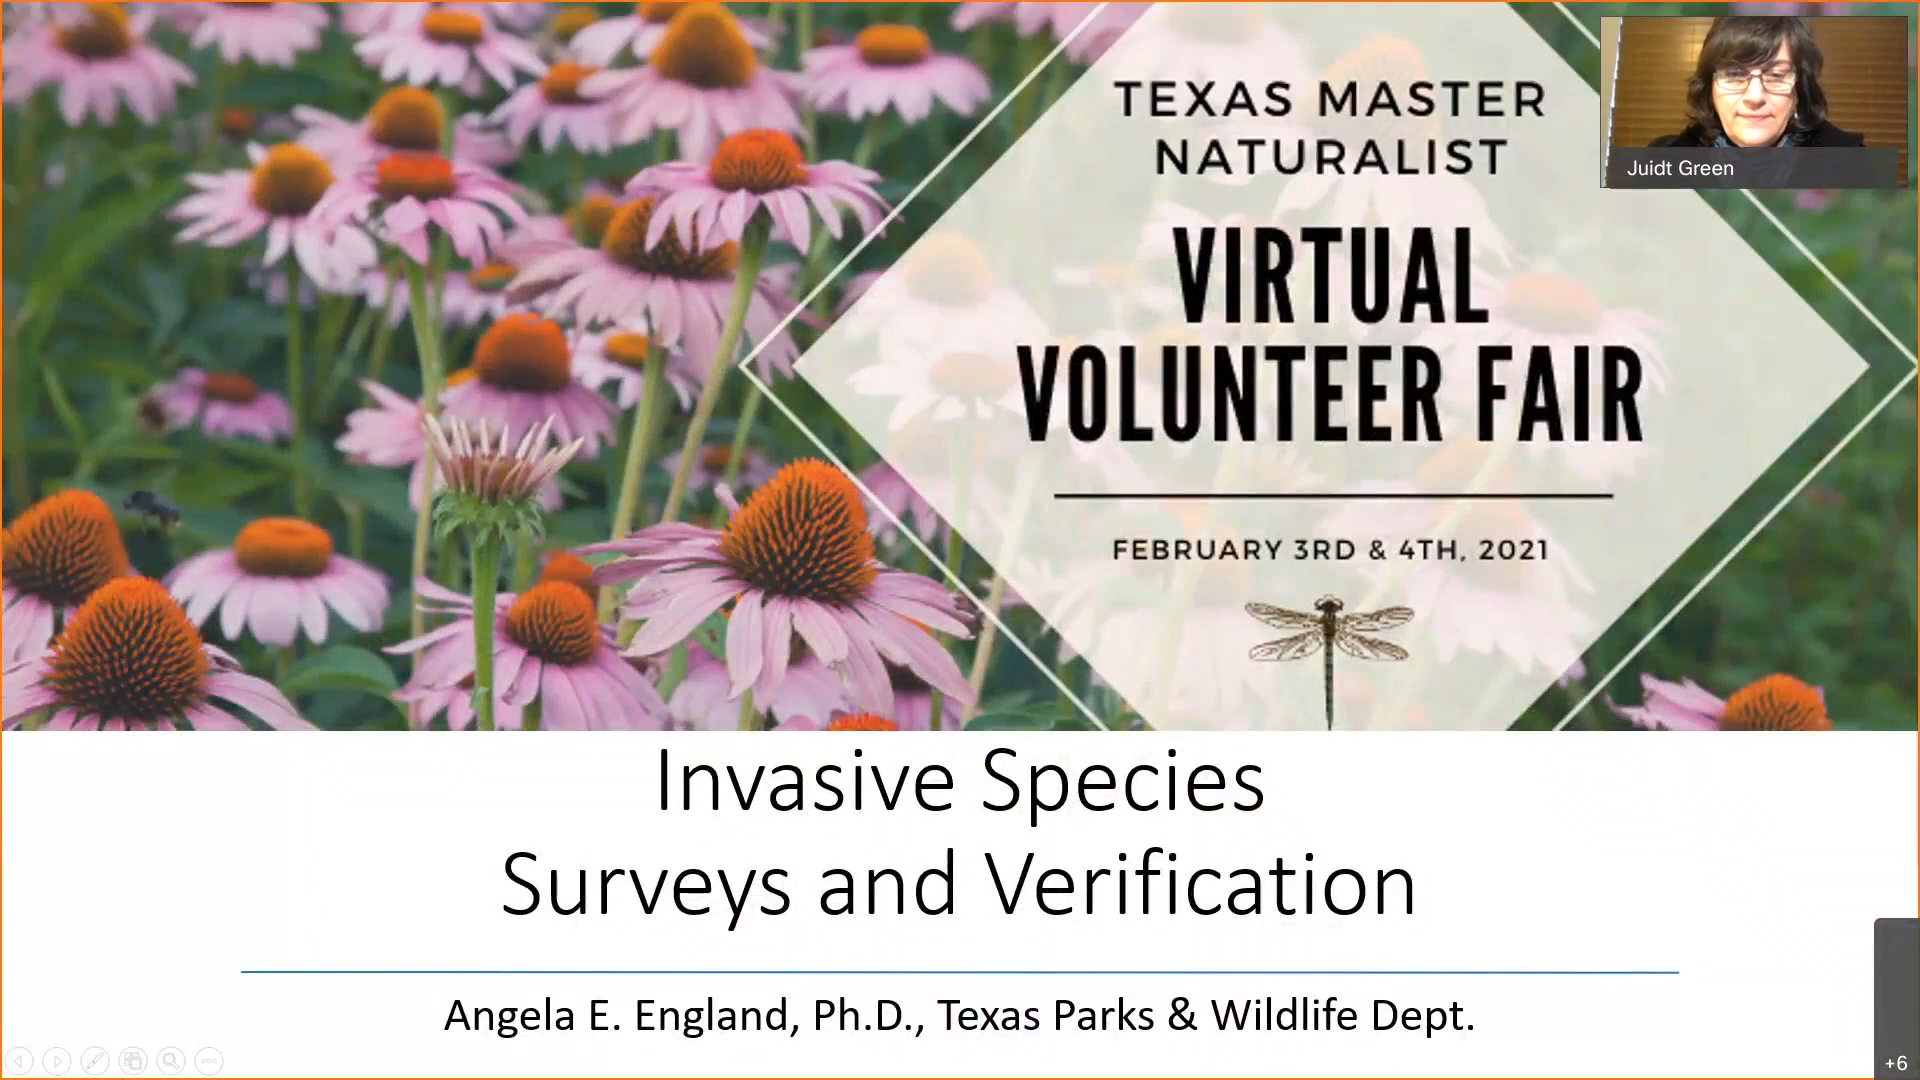 TEXAS MASTER
NATURALIST
VIRTUAL
VOLUNTEER FAIR
FEBRUARY 3RD & 4TH, 2021
Juidt Green
Invasive Species
Surveys and Verification
Angela E. England, Ph.D., Texas Parks & Wildlife Dept.
+6